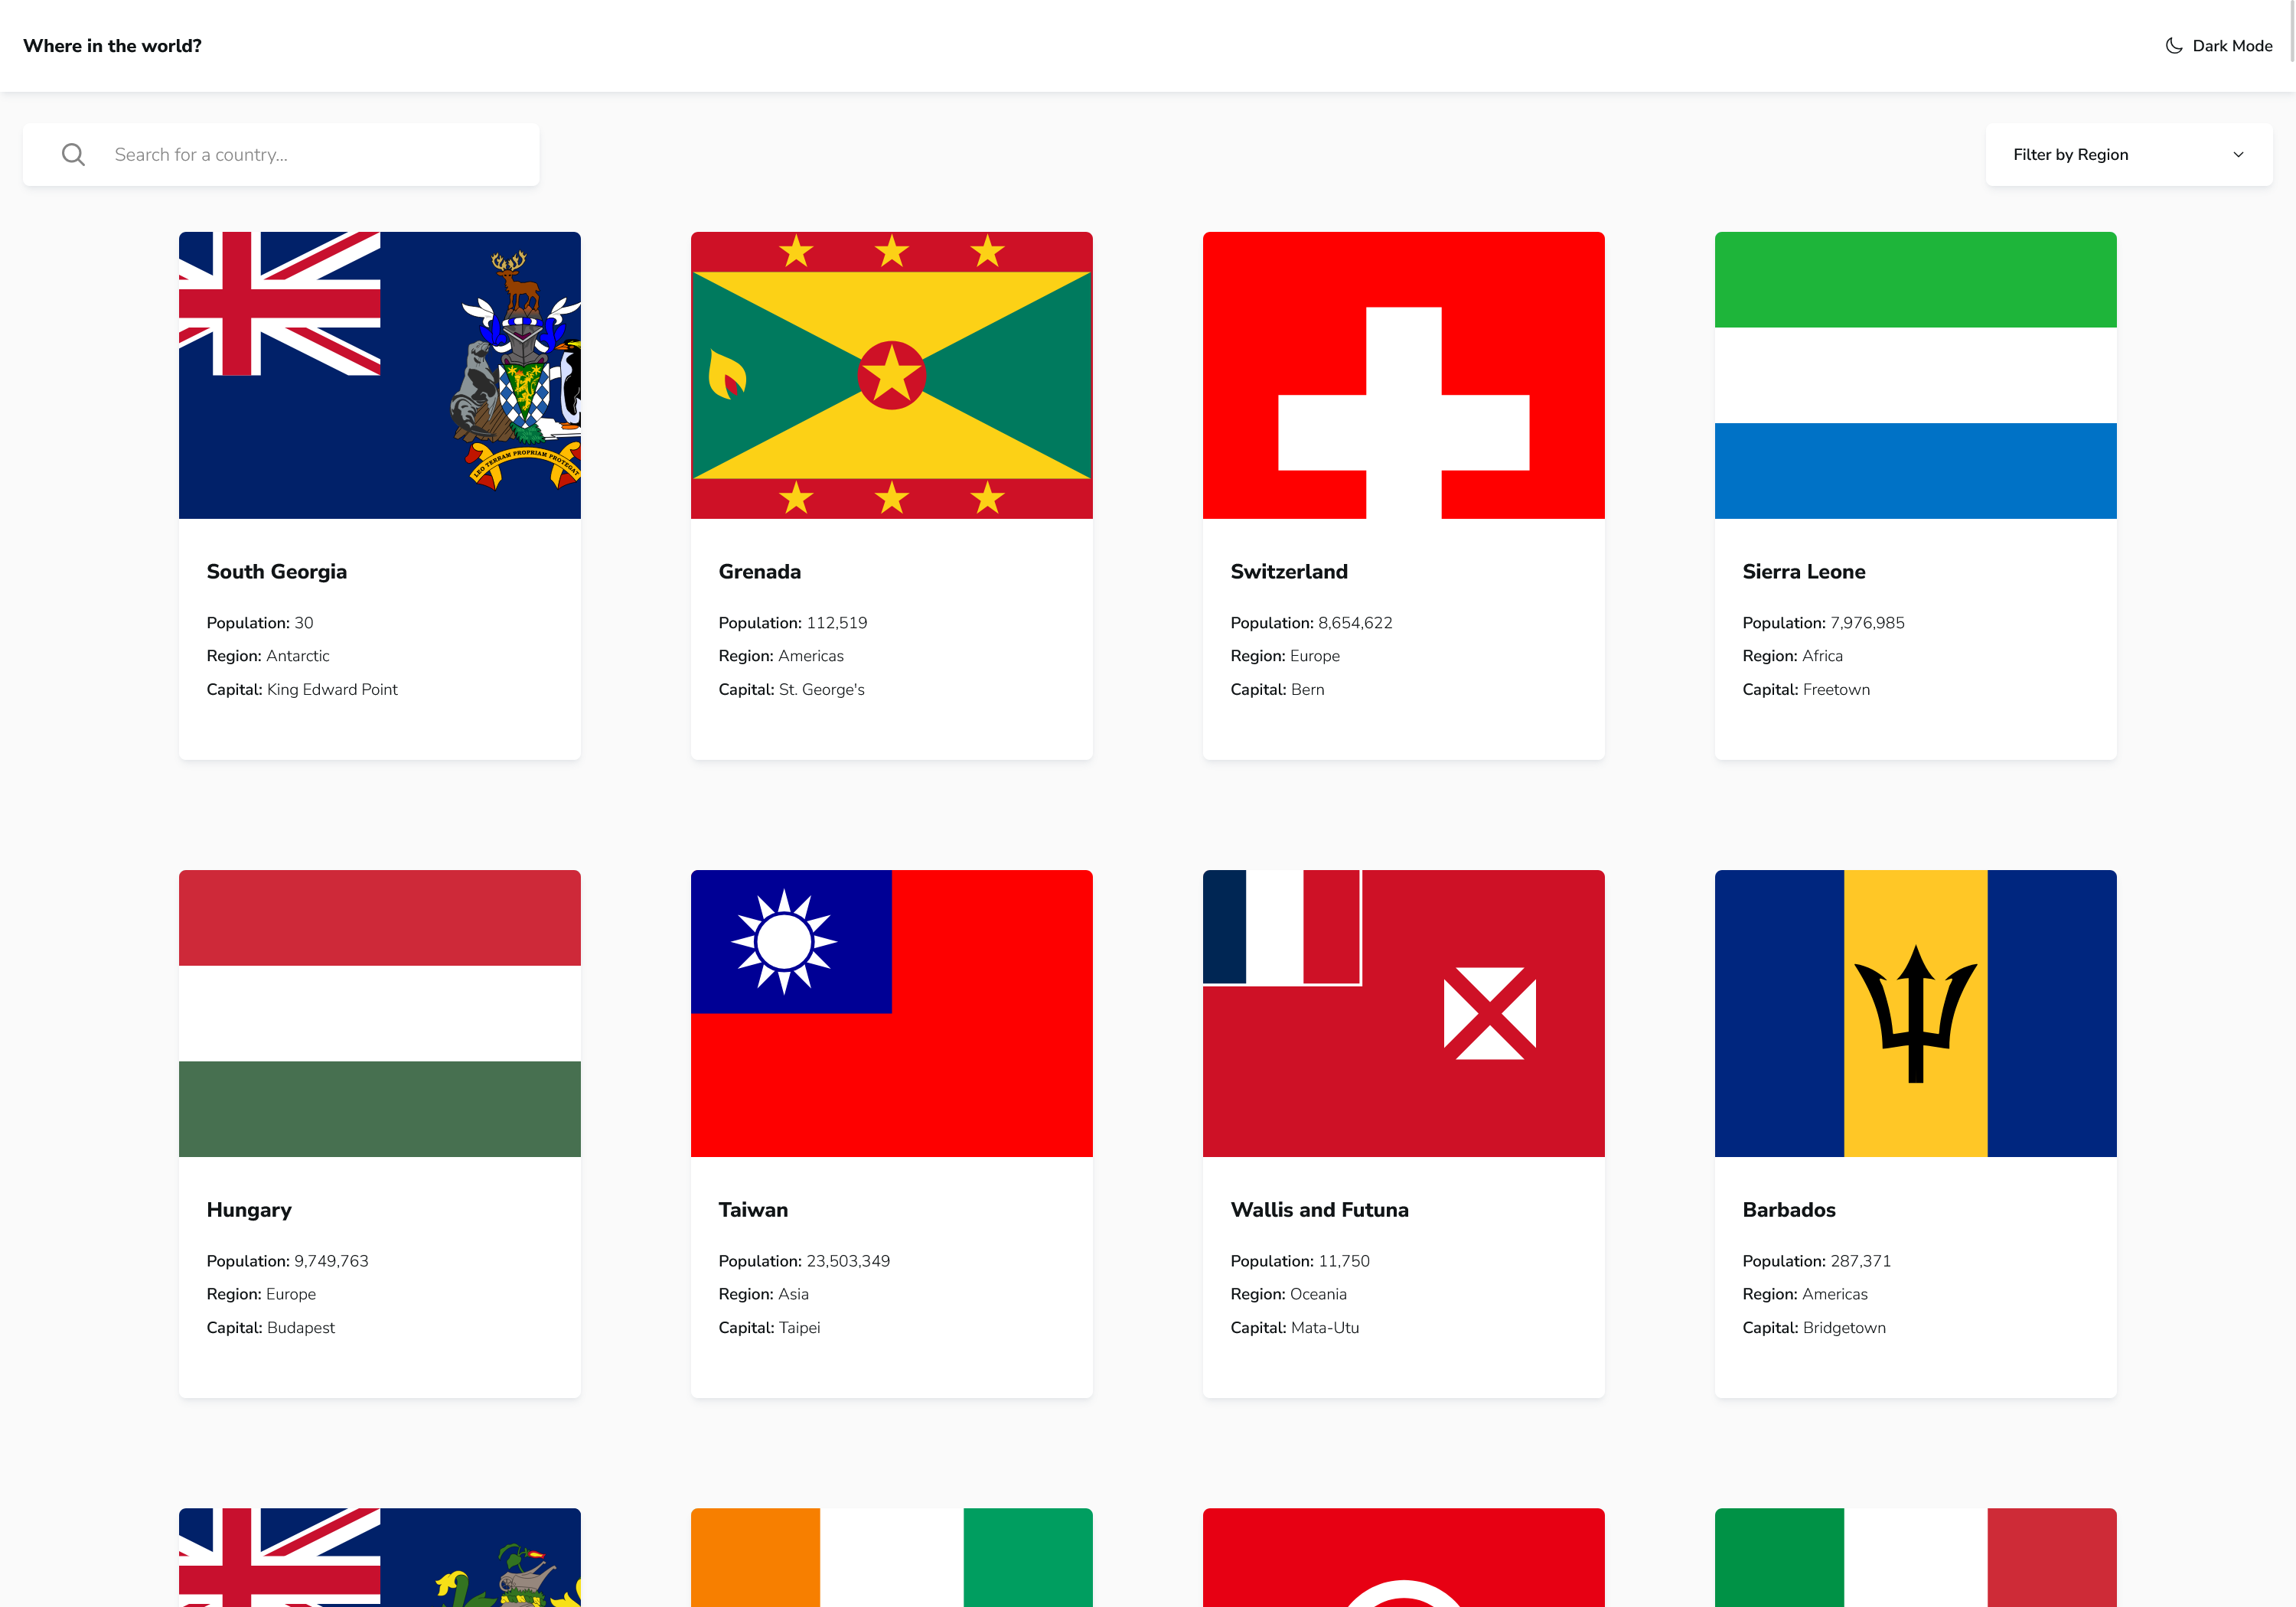 Where in the world?
Dark Mode
Search for a country...
Filter by Region
LEO TERRAM PROPRIAM PROTEGAT
South Georgia
Population: 30
Region: Antarctic
Capital: King Edward Point
Grenada
Population: 112,519
Region: Americas
Capital: St. George's
Switzerland
Population: 8,654,622
Region: Europe
Capital: Bern
Sierra Leone
Population: 7,976,985
Region: Africa
Capital: Freetown
Hungary
Population: 9,749,763
Region: Europe
Capital: Budapest
Taiwan
Population: 23,503,349
Region: Asia
Capital: Taipei
Wallis and Futuna
Population: 11,750
Region: Oceania
Capital: Mata-Utu
Barbados
Population: 287,371
Region: Americas
Capital: Bridgetown